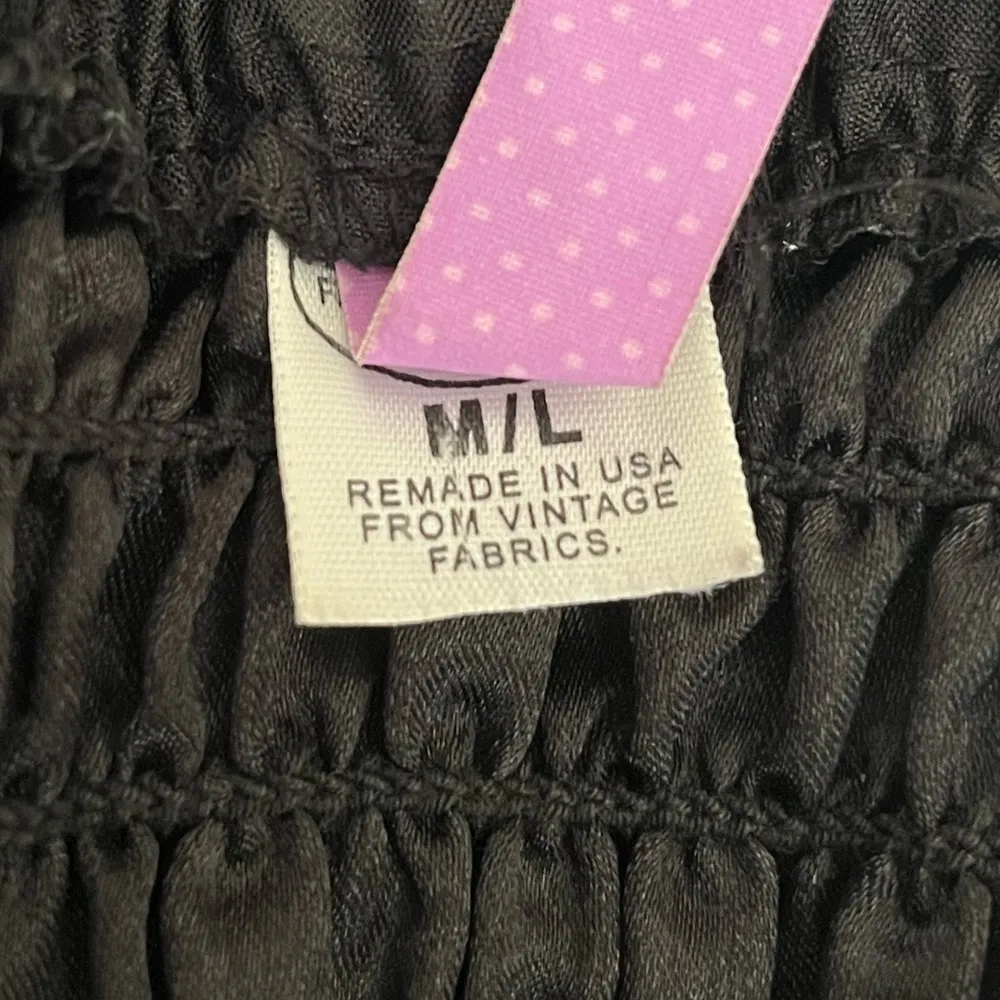 M/L
REMADE IN USA
FROM VINTAGE
FABRICS.